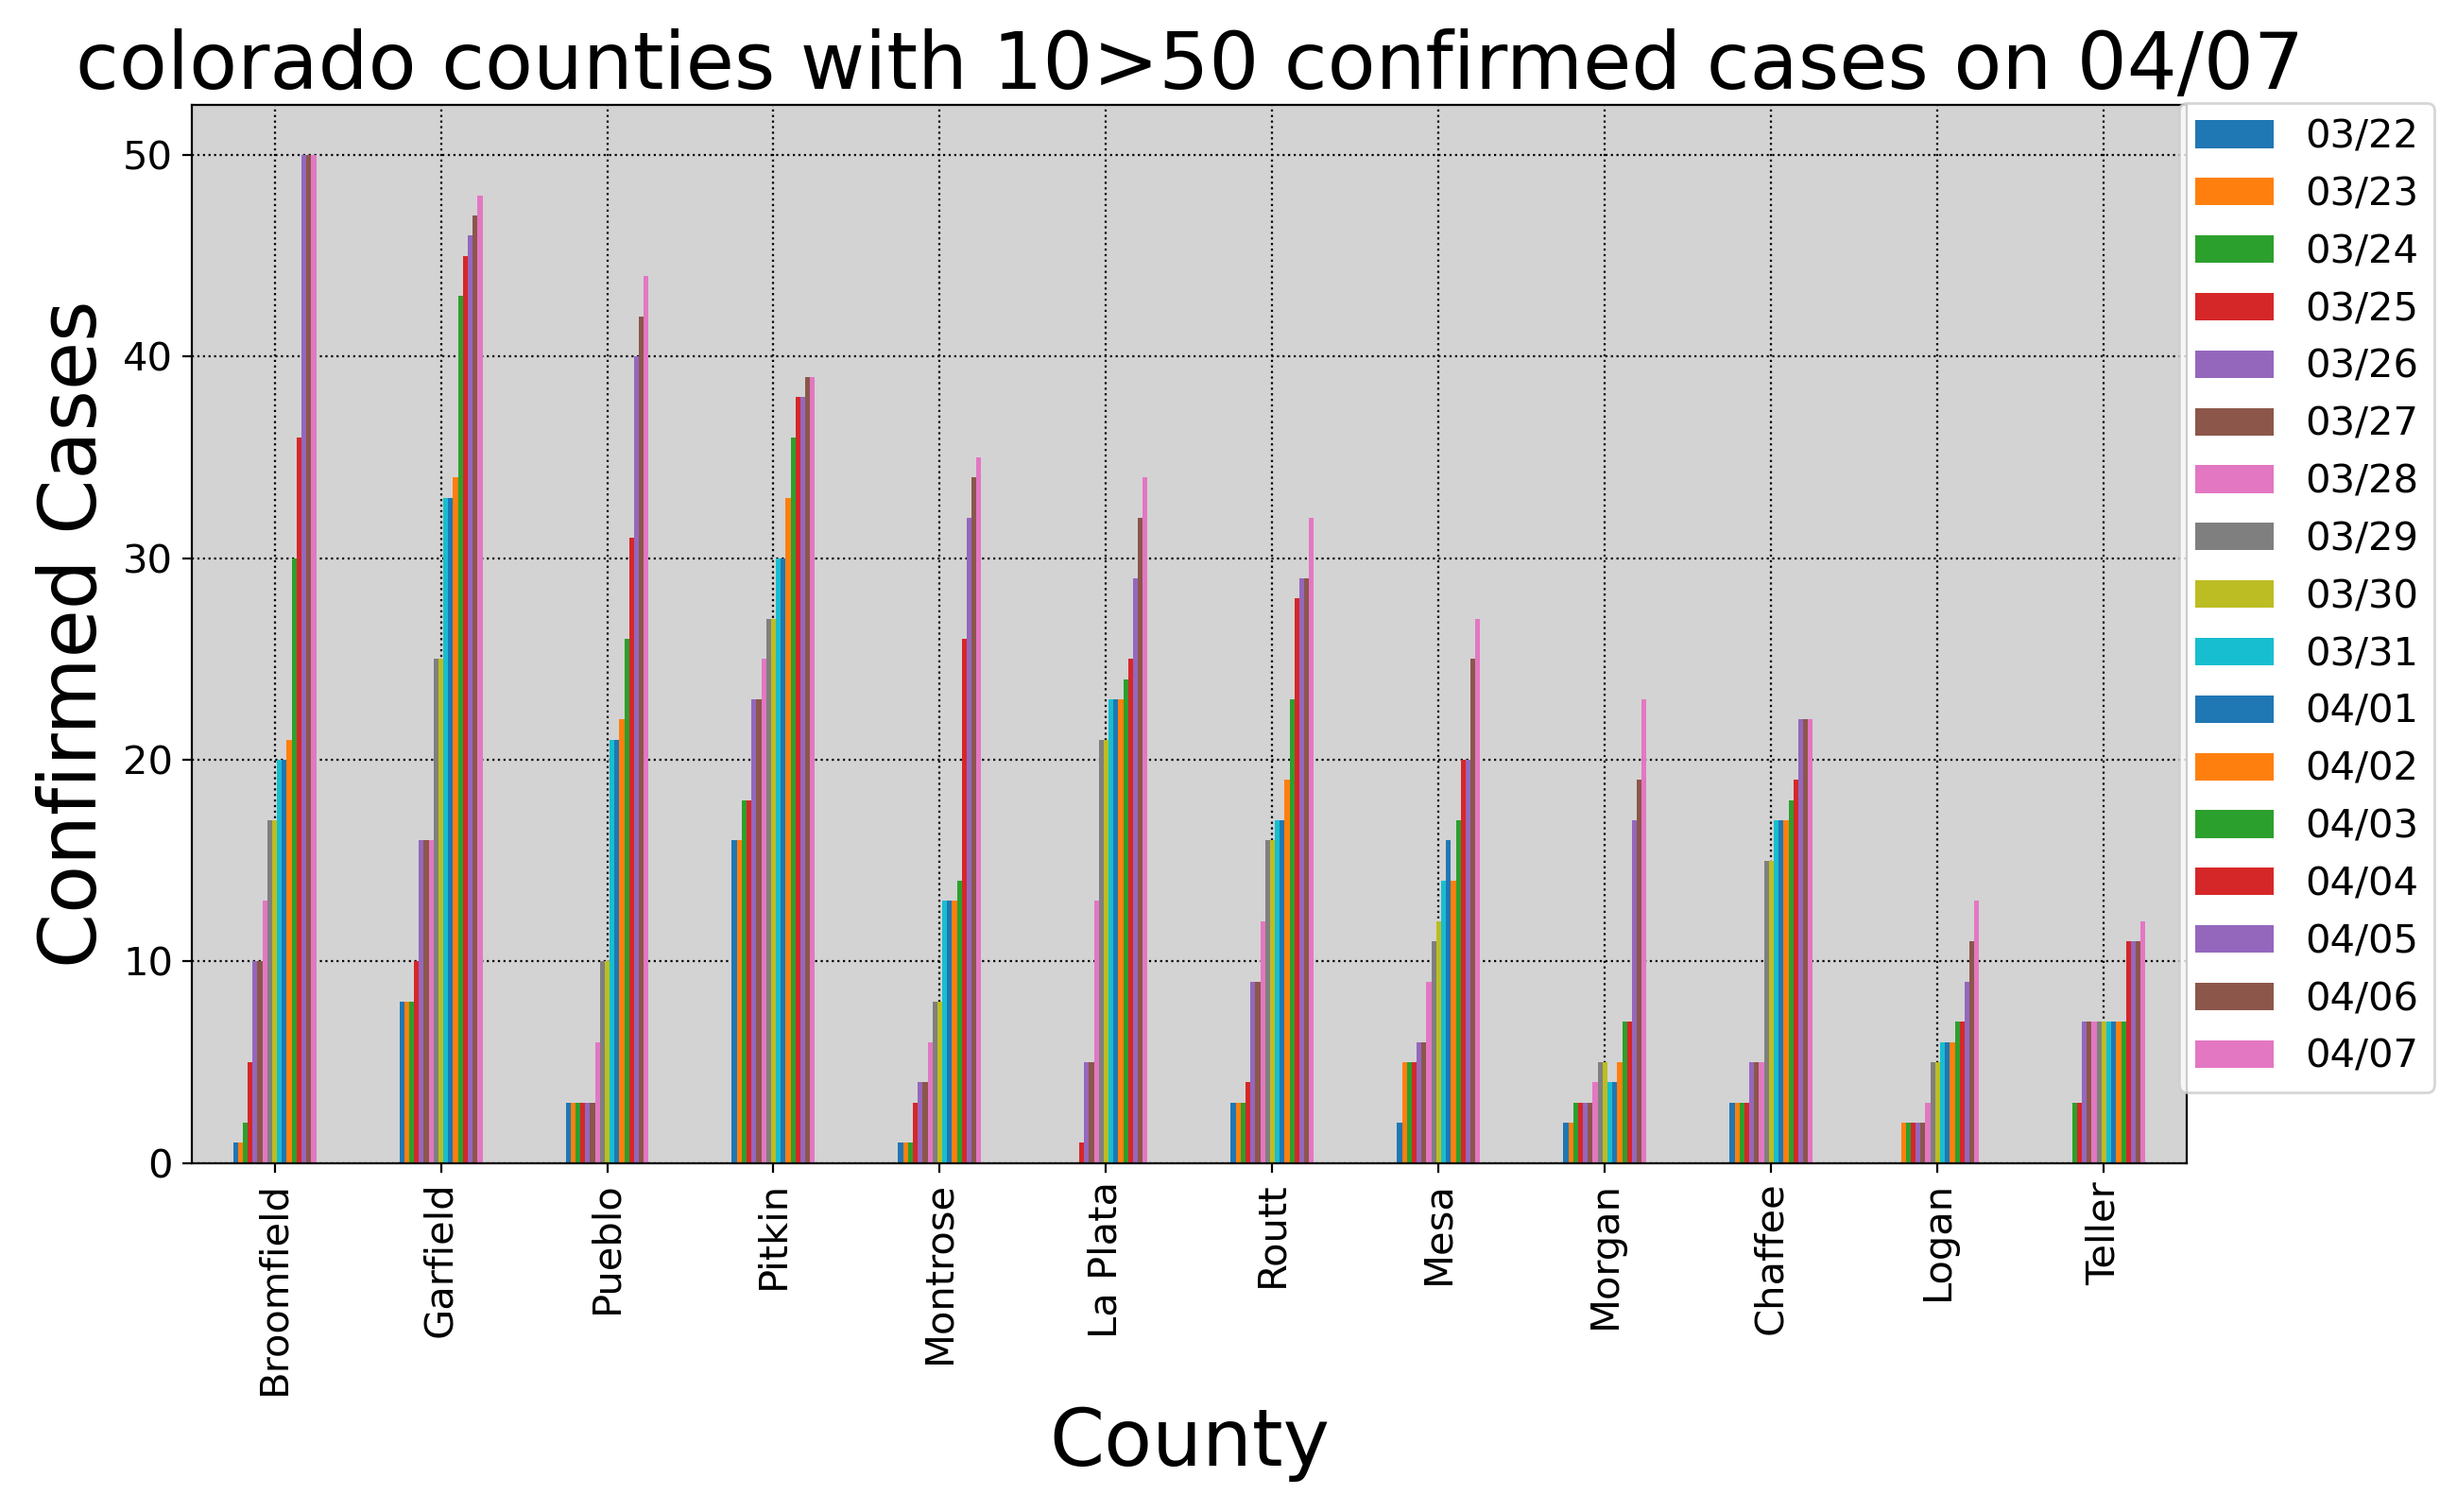 colorado counties with 10>50 confirmed cases on 04/07
Confirmed Cases
50
40
30
20
10
0
03/22
03/23
03/24
03/25
03/26
03/27
03/28
03/29
03/30
03/31
04/01
04/02
04/03
04/04
04/05
04/06
04/07
Broomfield
Garfield
Pueblo
Pitkin
Montrose
La Plata
Routt
Mesa
Morgan
Chaffee
Logan
Teller
County